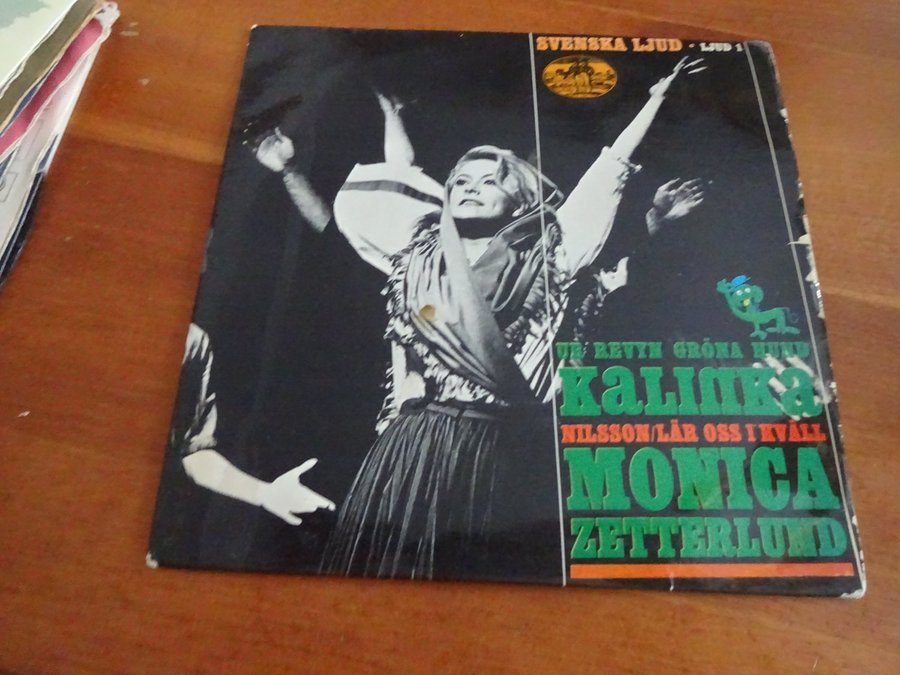 SVENSKA LJUD · LJUD 1
UR REVYN GRÖNA HUND
KaLINKa
NILSSON/LÄR OSS I KVÄLL
MONICA
ZETTERLUND